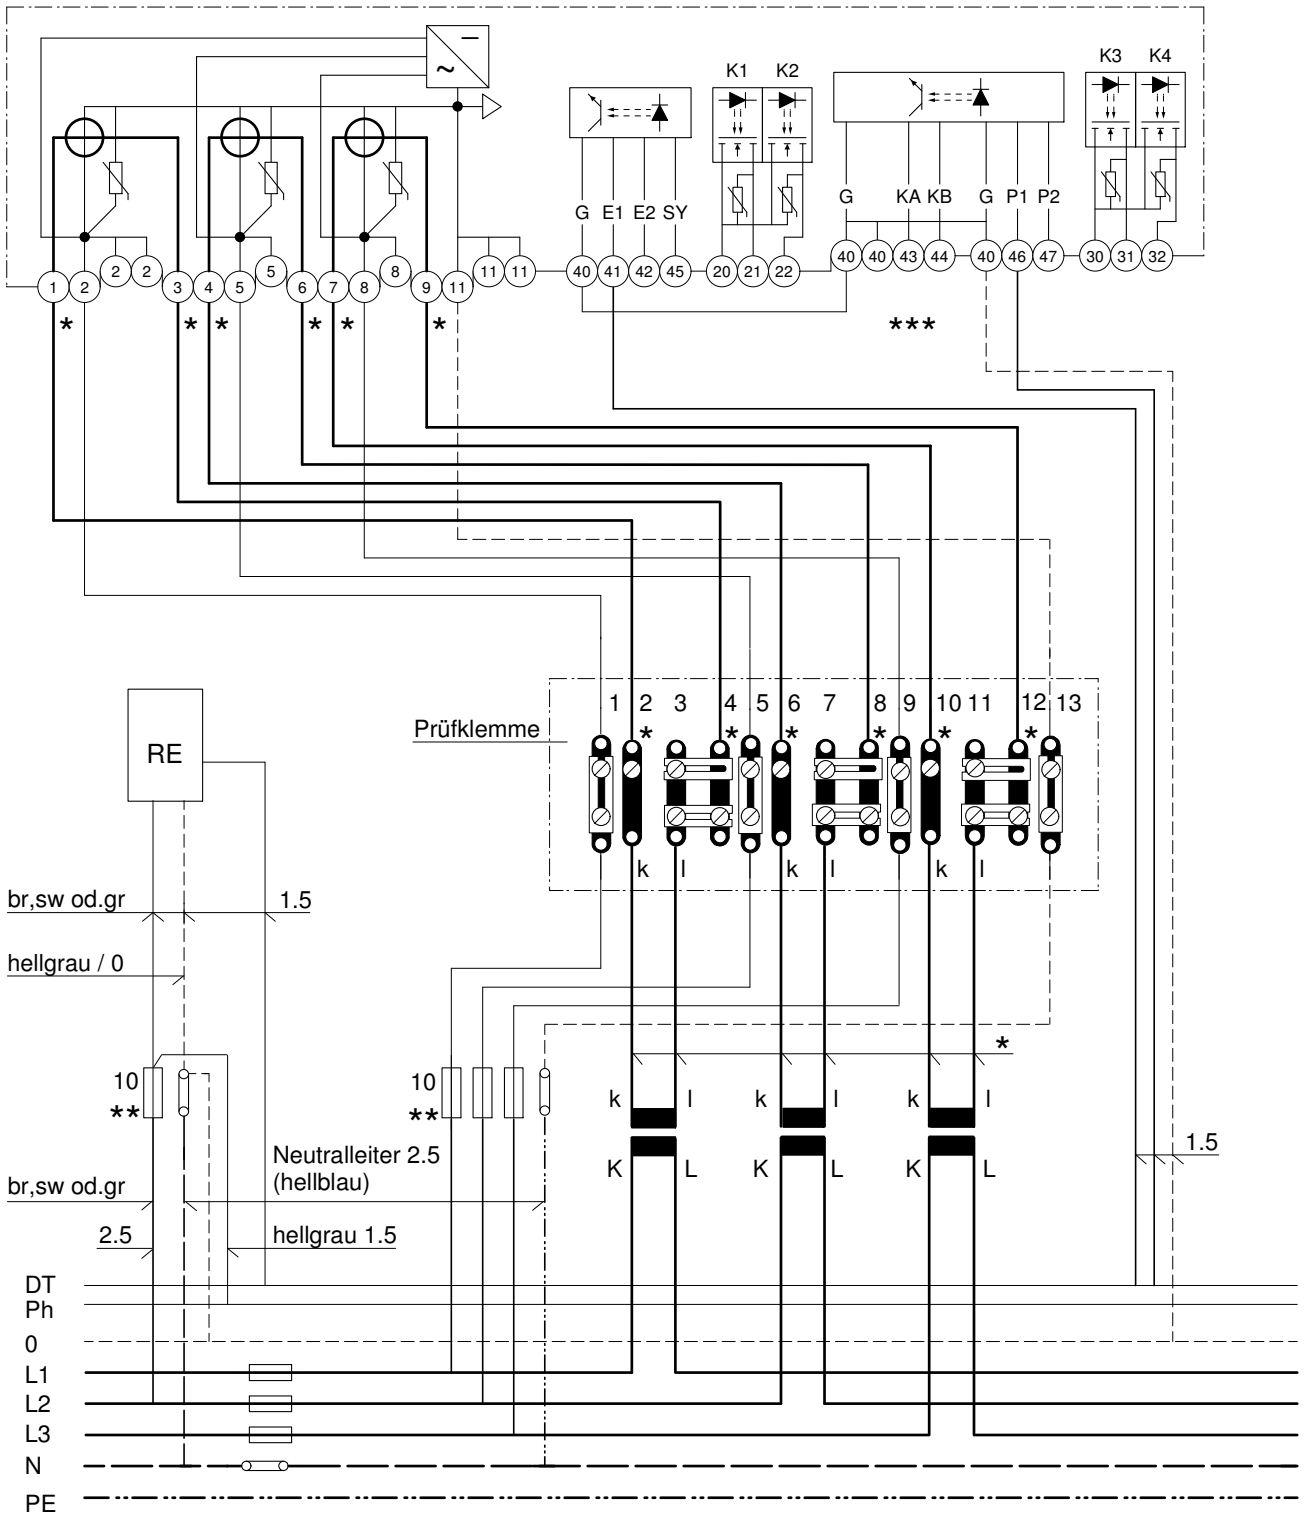 K1 K2
K3 K4
~
G E1 E2 SY
G KA KB G P1 P2
2 2 5 8 11 11
40 41 42 45 20 21 22
40 40 43 44 40 46 47 30 31 32
1 2 3 4 5 6 7 8 9 11
* * * * * *
***
1 2 3 4 5 6 7 8 9 10 11 12 13
* * * * * *
Prüfklemme
RE
k l k l k l
br,sw od.gr
1.5
hellgrau / 0
*
10
**
10
**
k l k l k l
K L K L K L
1.5
Neutralleiter 2.5
(hellblau)
br,sw od.gr
2.5
hellgrau 1.5
DT
Ph
0
L1
L2
L3
N
PE